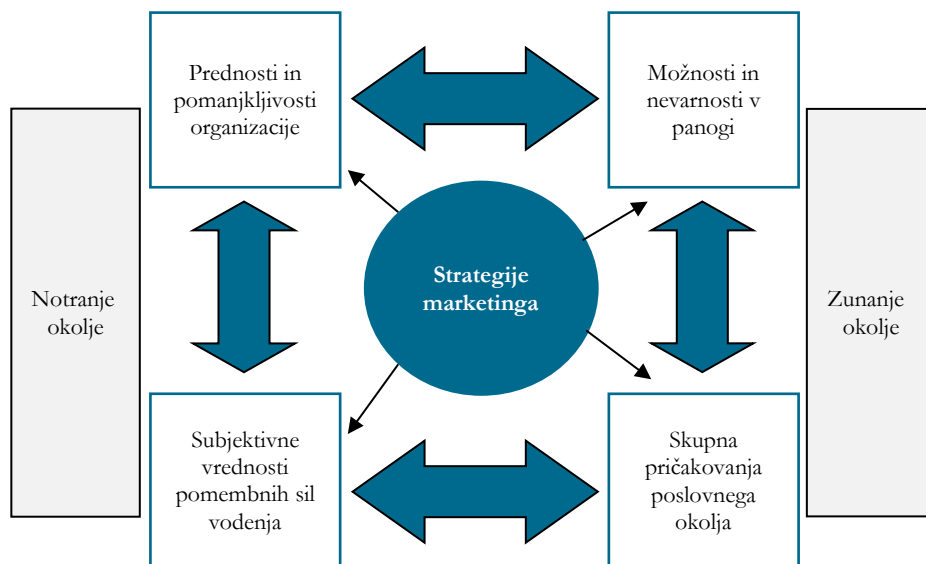 Prednosti in
pomanjkljivosti
organizacije
Možnosti in
nevarnosti v
panogi
Notranje
okolje
Strategije
marketinga
Zunanje
okolje
Subjektivne
vrednosti
pomembnih sil
vodenja
Skupna
pričakovanja
poslovnega
okolja